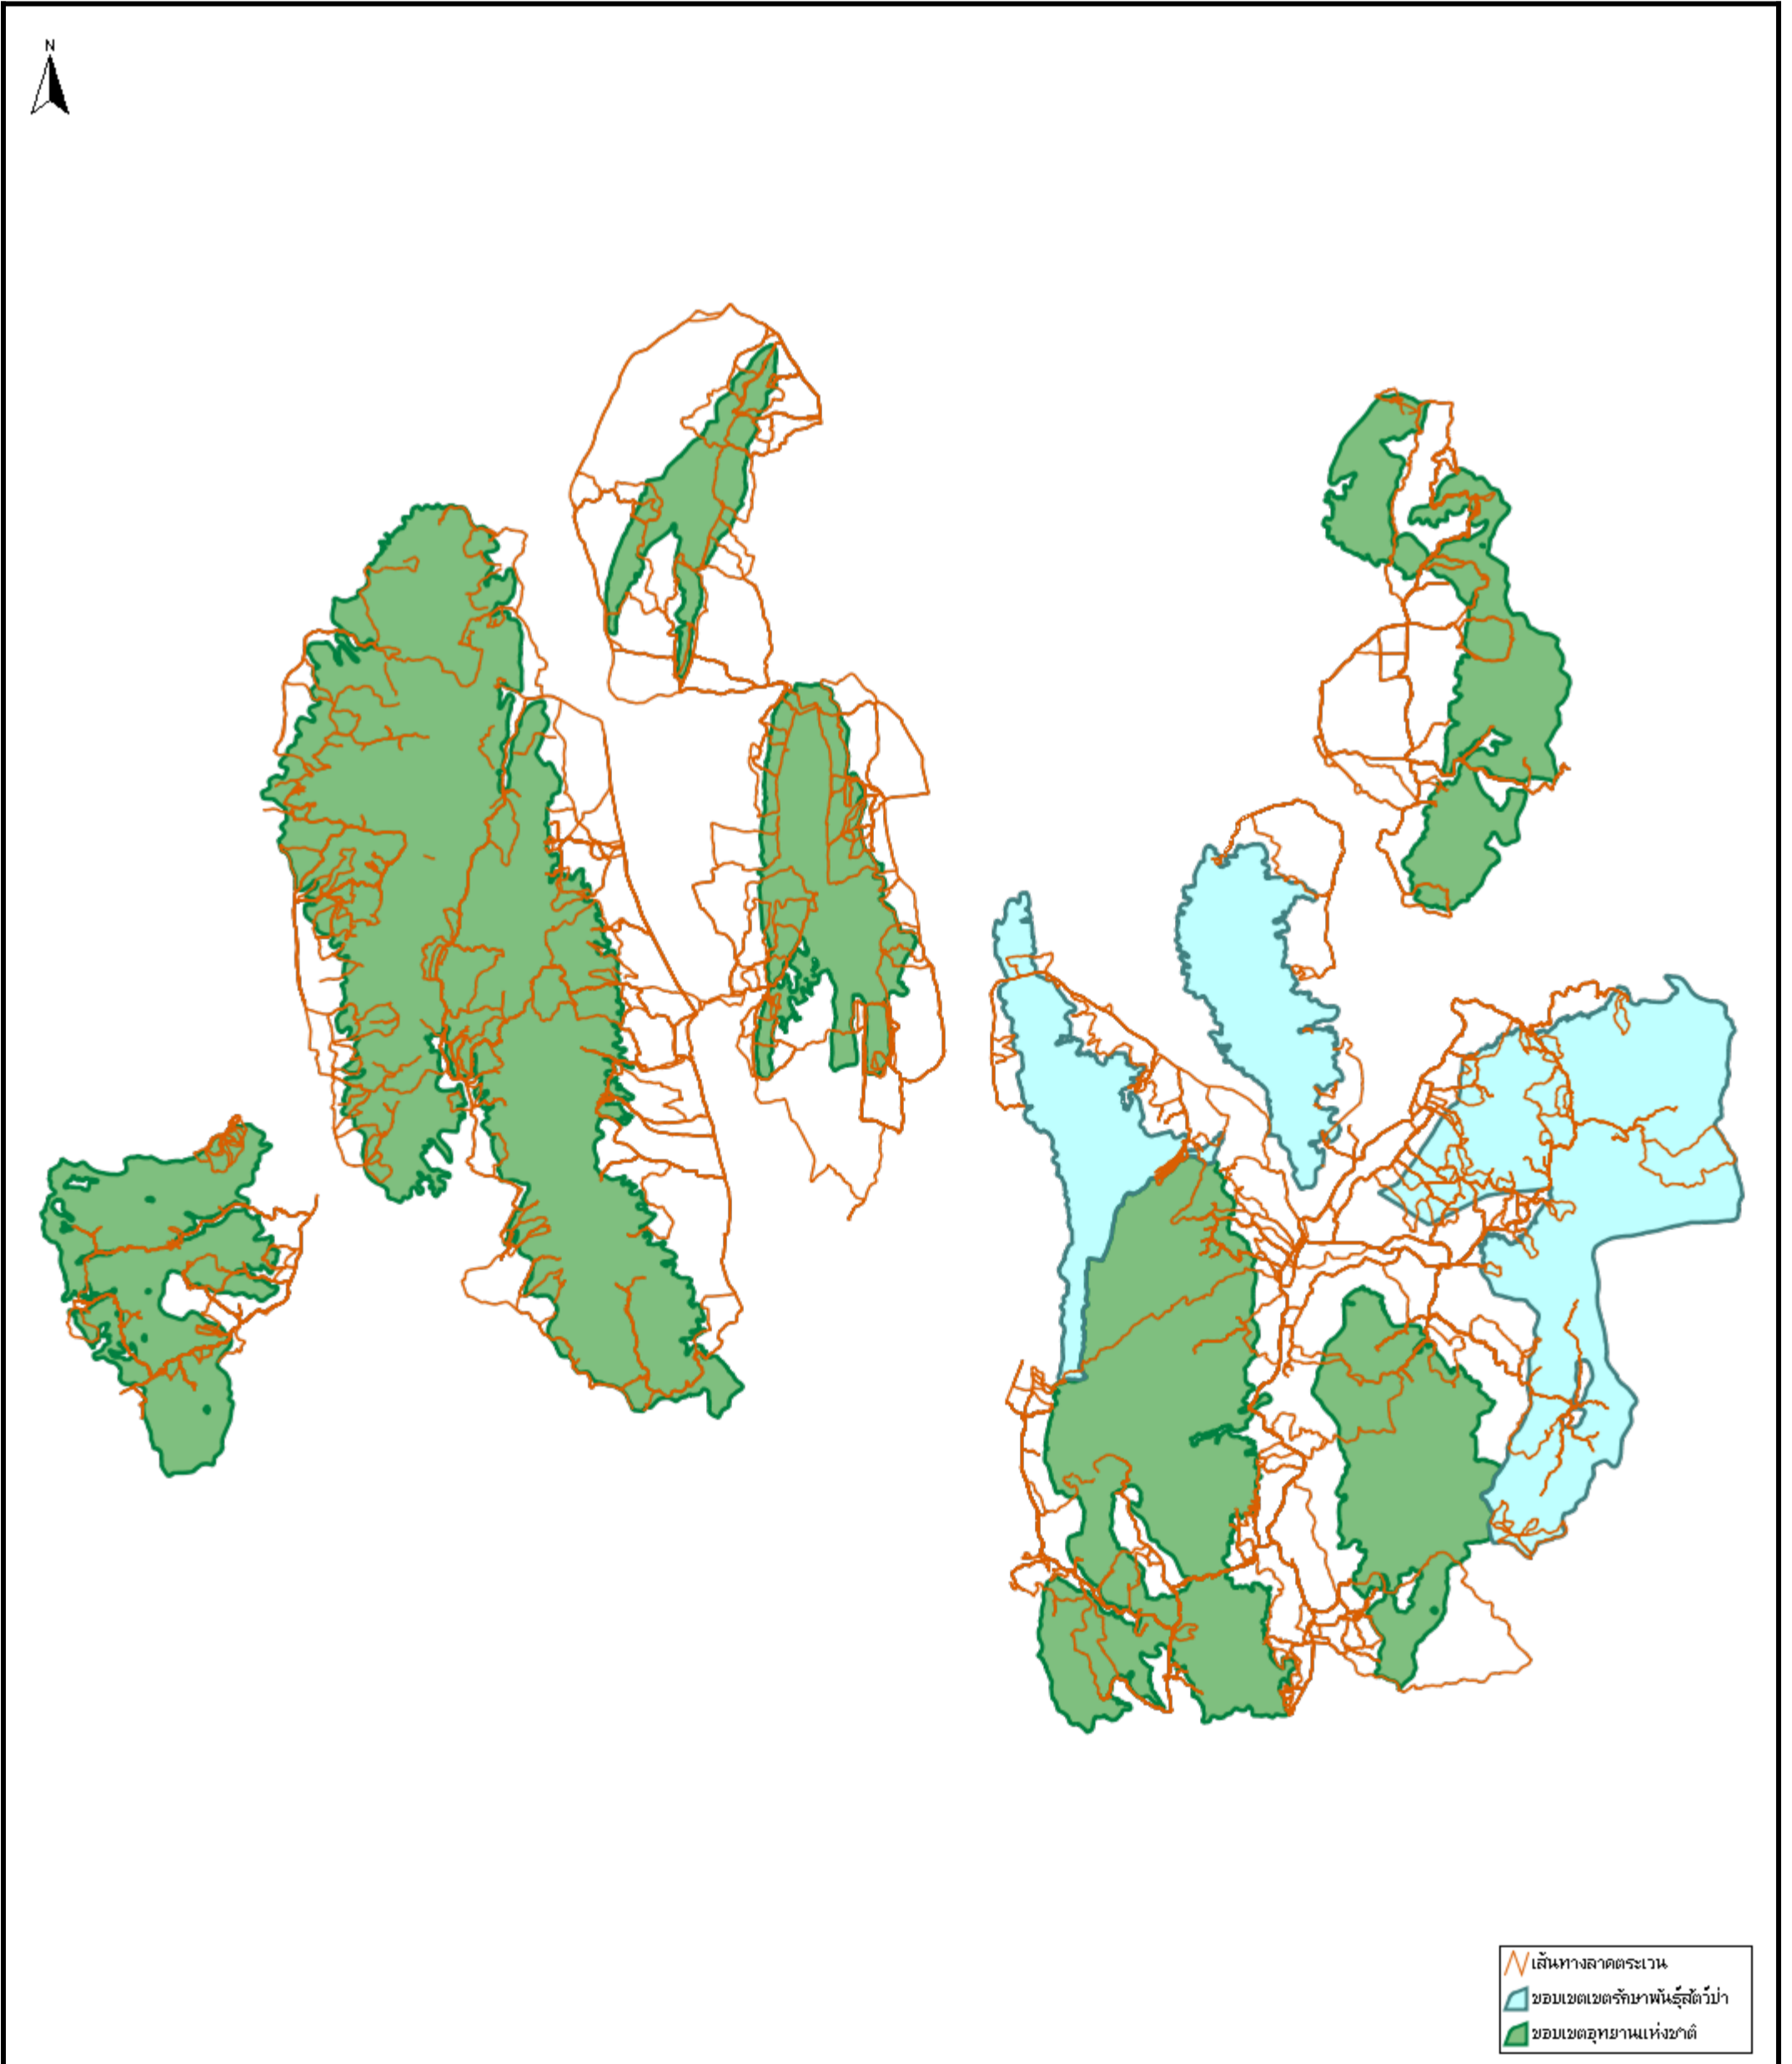 N
เส้นทางลาดตระเวน
ขอบเขตเขตรักษาพันธุ์สัตว์ป่า
ขอบเขตอุทยานแห่งชาติ